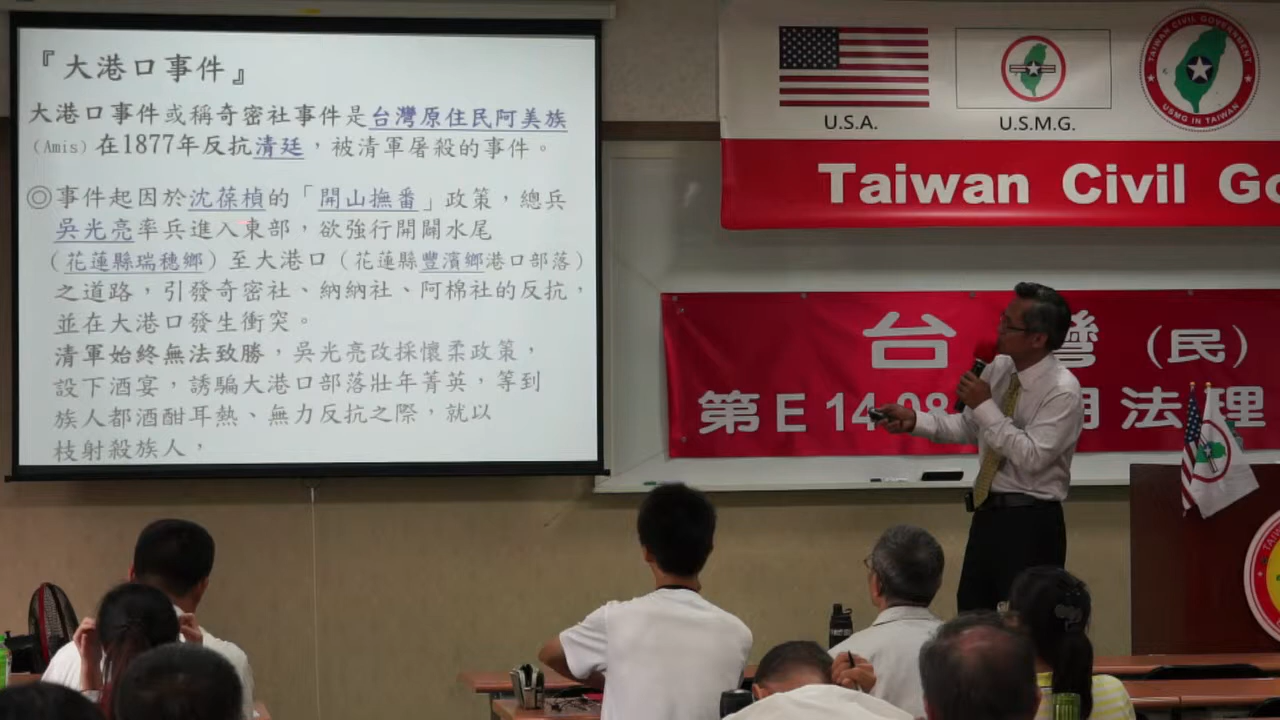 『大港口事件』
大港口事件或稱奇密社事件是台灣原住民阿美族
(Amis) 在1877年反抗清廷，被清軍屠殺的事件。
◎事件起因於沈葆楨的「開山撫番」政策，總兵
吳光亮率兵進入東部，欲強行開闢水尾
（花蓮縣瑞穗鄉）至大港口（花蓮縣豐濱鄉港口部落）
之道路，引發奇密社、納納社、阿棉社的反抗，
並在大港口發生衝突。
清軍始終無法致勝，吳光亮改採懷柔政策，
設下酒宴，誘騙大港口部落壯年菁英，等到
族人都酒酣耳熱、無力反抗之際，就以
枝射殺族人，
U.S.A.
U.S.M.G.
TAIWAN CIVIL GOVERNMENT
USMG IN TAIWAN
Taiwan Civil Go
台灣（民）
第E 14 08 法理